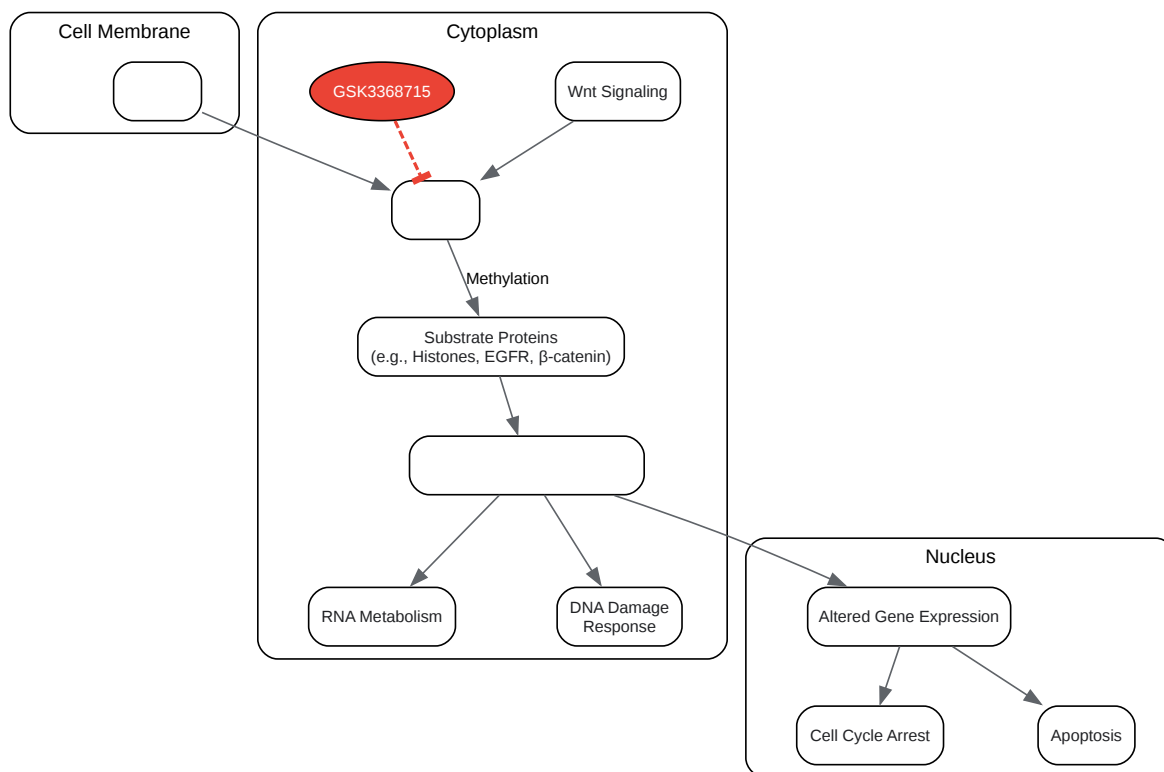 Cell Membrane
Cytoplasm
GSK3368715
Wnt Signaling
Methylation
Substrate Proteins
(e.g., Histones, EGFR, β-catenin)
Nucleus
RNA Metabolism
DNA Damage
Response
Altered Gene Expression
Cell Cycle Arrest
Apoptosis